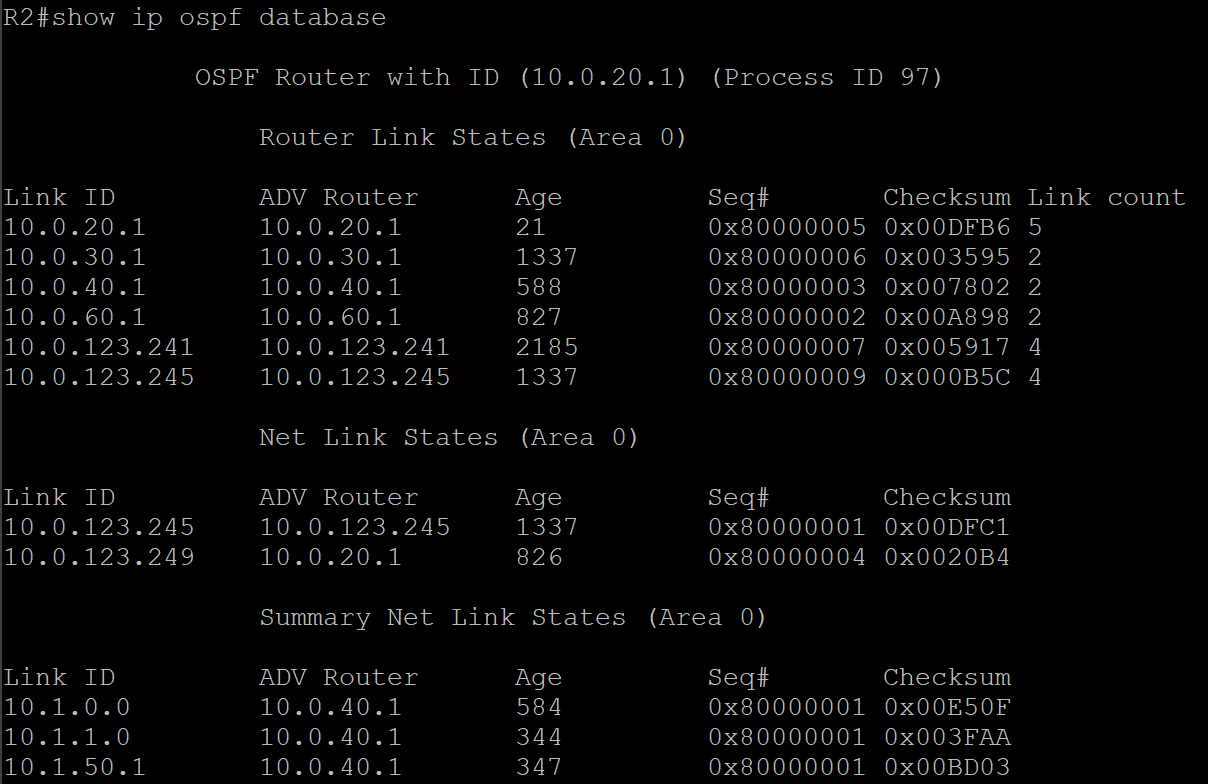 R2#show ip ospf database
OSPF Router with ID (10.0.20.1) (Process ID 97)
Router Link States (Area 0)
Link ID ADV Router Age Seq# Checksum Link count
10.0.20.1 10.0.20.1 21 0x80000005 0x00DFB6 5
10.0.30.1 10.0.30.1 1337 0x80000006 0x003595 2
10.0.40.1 10.0.40.1 588 0x80000003 0x007802 2
10.0.60.1 10.0.60.1 827 0x80000002 0x00A898 2
10.0.123.241 10.0.123.241 2185 0x80000007 0x005917 4
10.0.123.245 10.0.123.245 1337 0x80000009 0x000B5C 4
Net Link States (Area 0)
Link ID ADV Router Age Seq# Checksum
10.0.123.245 10.0.123.245 1337 0x80000001 0x00DFC1
10.0.123.249 10.0.20.1 826 0x80000004 0x0020B4
Summary Net Link States (Area 0)
Link ID ADV Router Age Seq# Checksum
10.1.0.0 10.0.40.1 584 0x80000001 0x00E50F
10.1.1.0 10.0.40.1 344 0x80000001 0x003FAA
10.1.50.1 10.0.40.1 347 0x80000001 0x00BD03